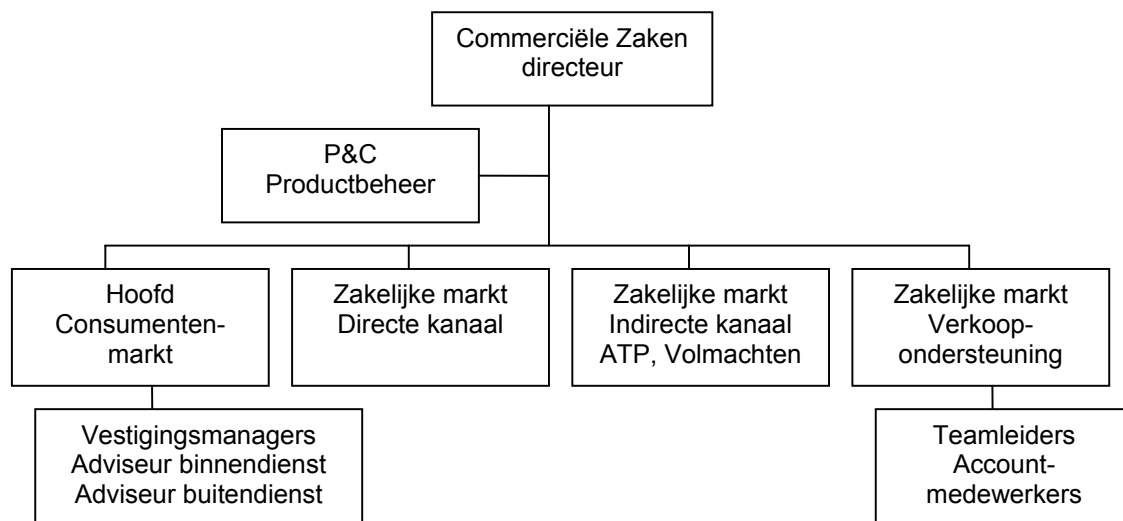 Commerciële Zaken
directeur
P&C
Productbeheer
Hoofd
Consumenten-
markt
Zakelijke markt
Directe kanaal
Zakelijke markt
Indirecte kanaal
ATP, Volmachten
Zakelijke markt
Verkoop-
ondersteuning
Vestigingsmanagers
Adviseur binnendienst
Adviseur buitendienst
Teamleiders
Account-
medewerkers